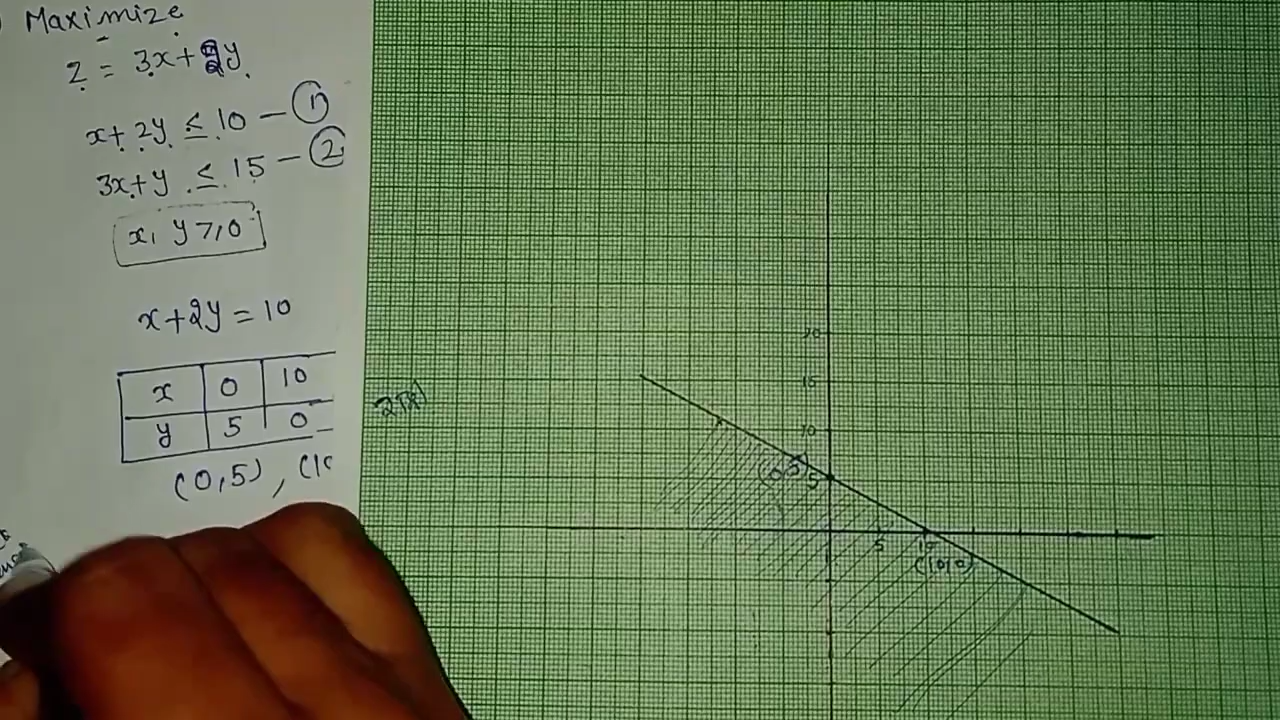 Maximize
Z = 3x + 2y
x + 2y ≤ 10 — ①
3x + y ≤ 15 — ②
x, y ≥ 0
x + 2y = 10
x 0 10
y 5 0
(0,5), (10
20
15
10
(0,5) 5
5 10
(10,0)